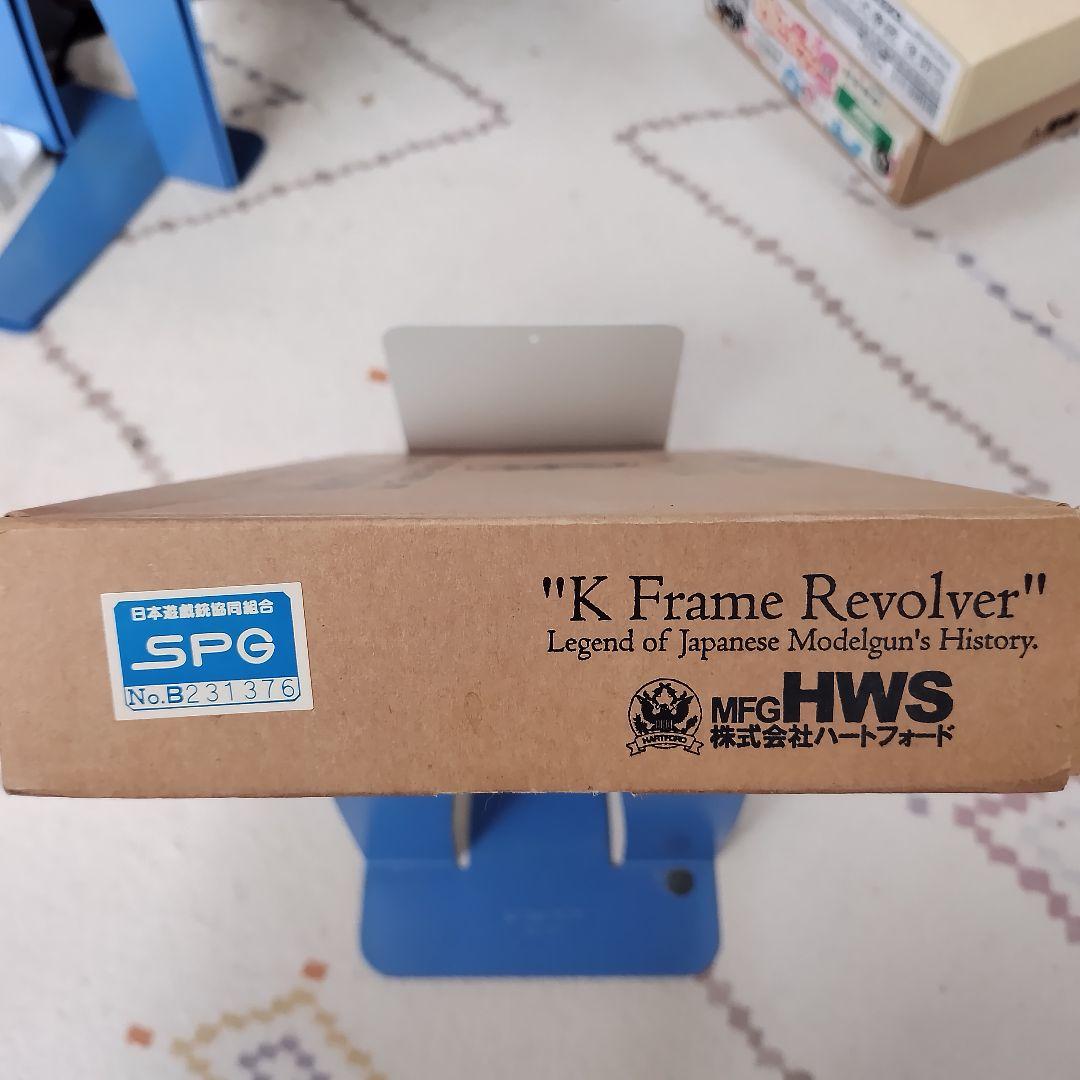 日本遊戯銃協同組合
SPG
No.B231376
"K Frame Revolver"
Legend of Japanese Modelgun's History.
HARTFORD
MFG HWS
株式会社ハートフォード